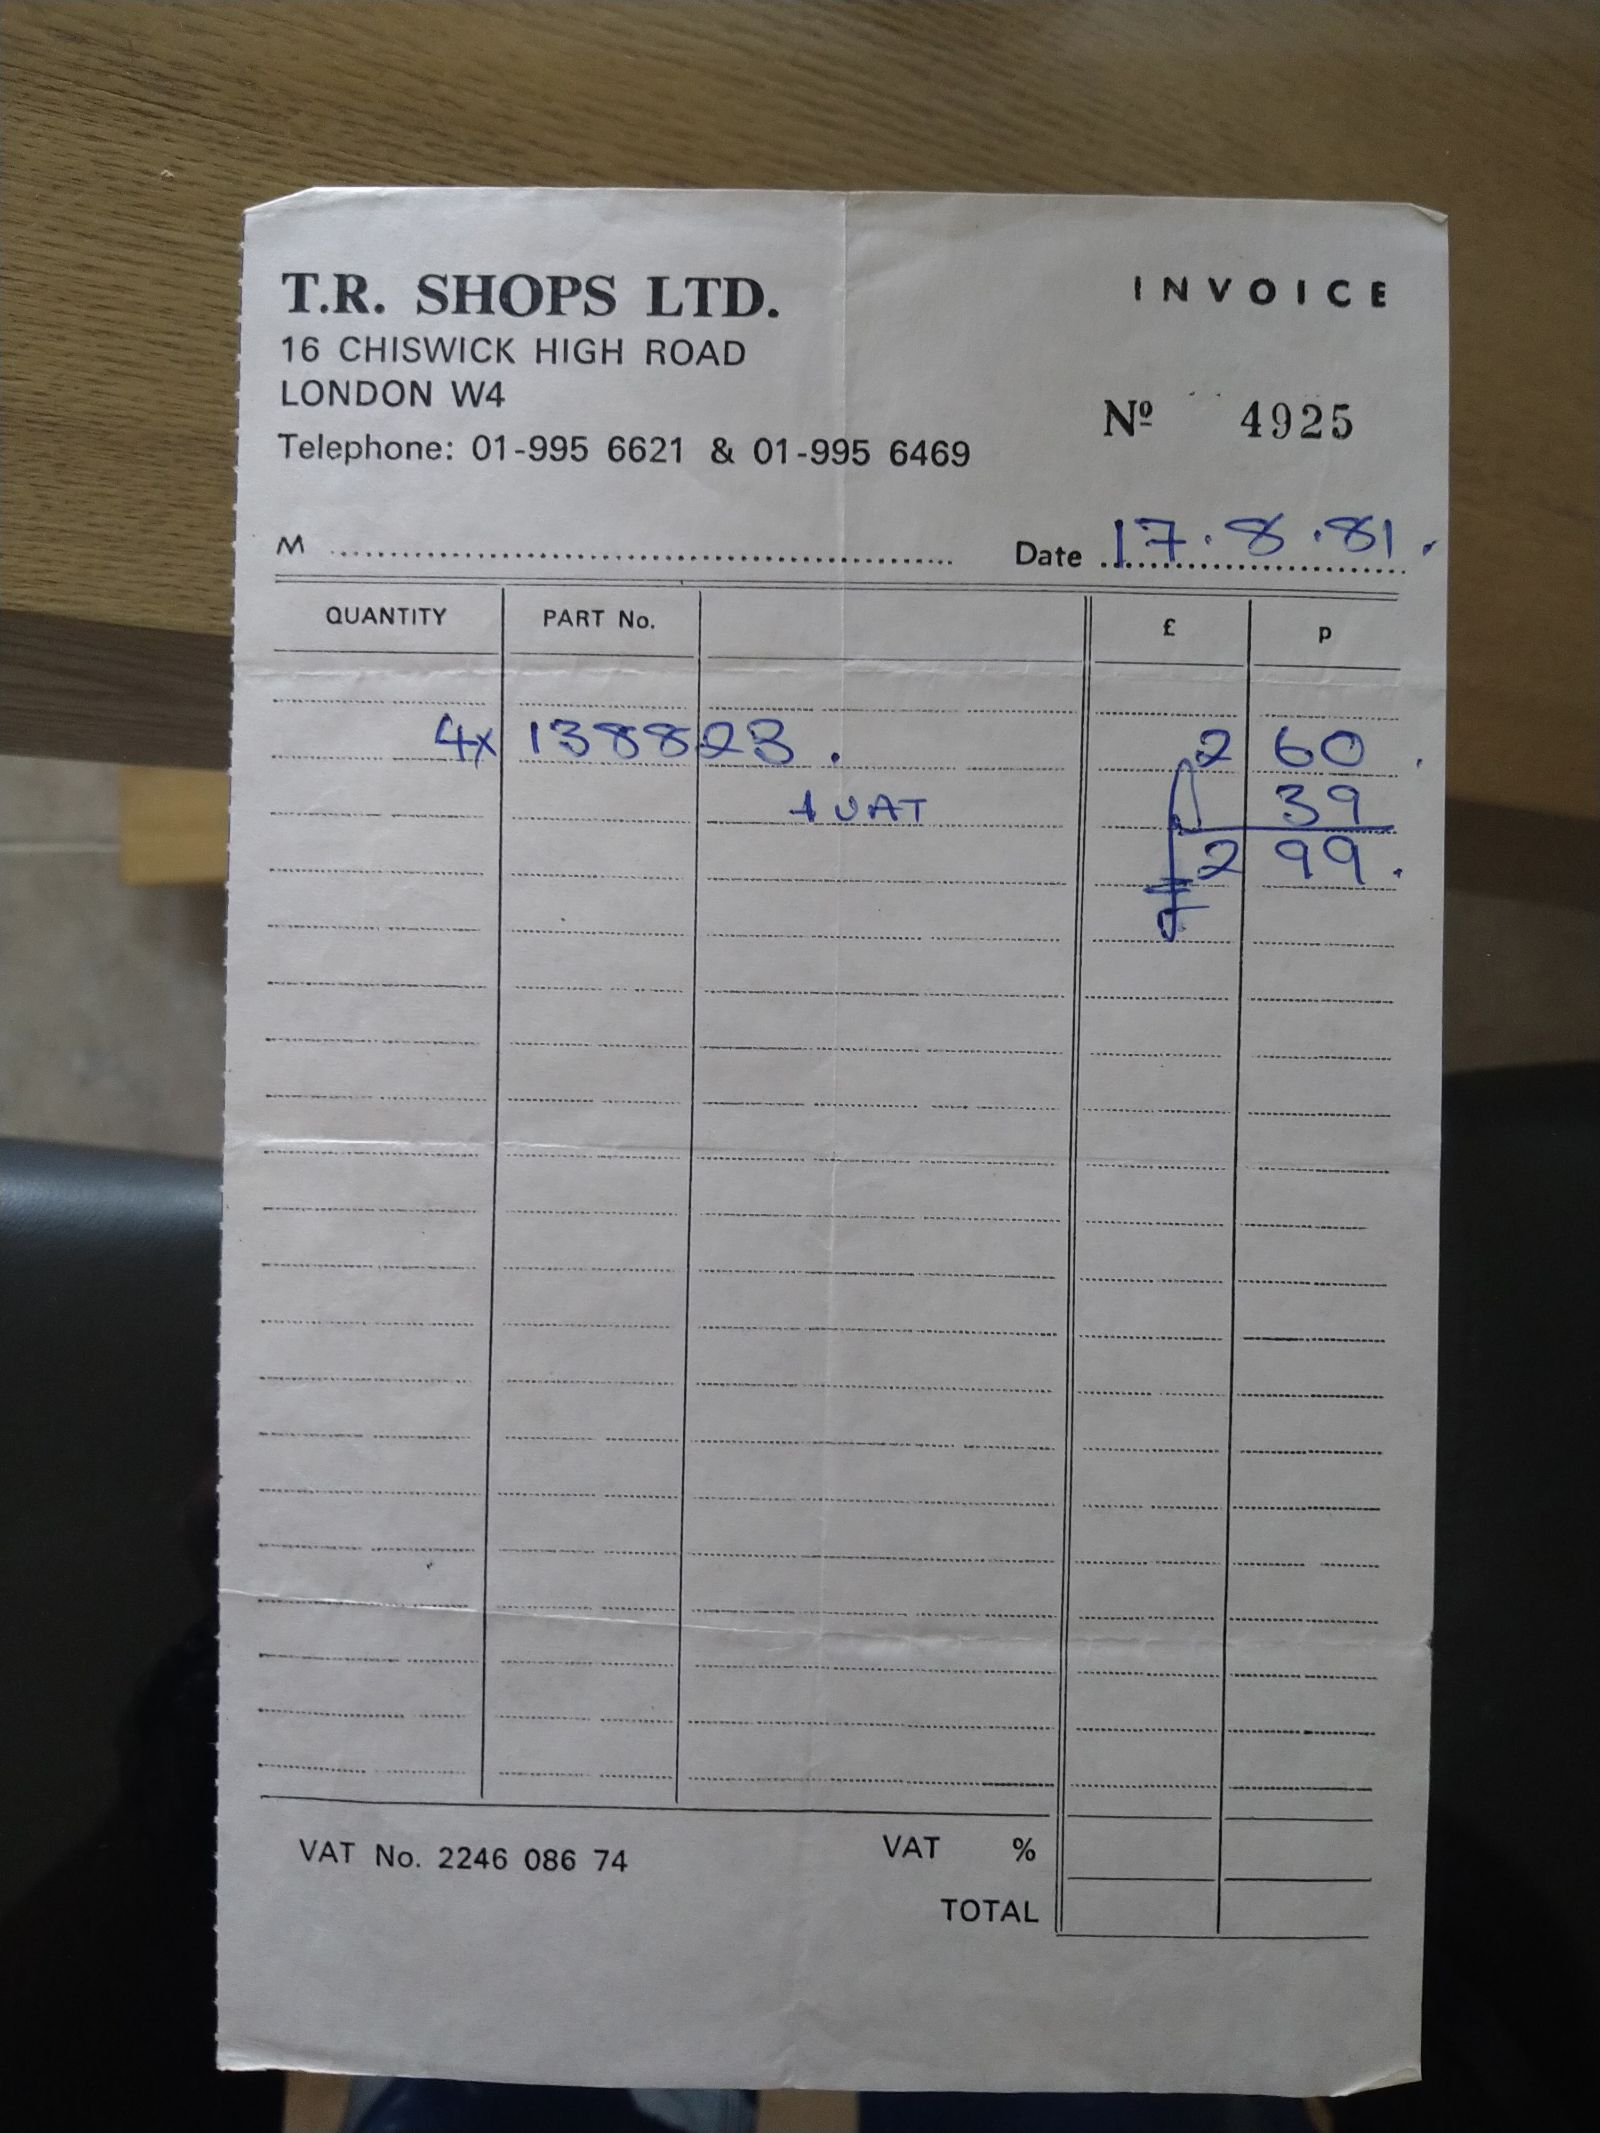 T.R. SHOPS LTD.
INVOICE
16 CHISWICK HIGH ROAD
LONDON W4
Nº 4925
Telephone: 01-995 6621 & 01-995 6469
M Date 17.8.81.
QUANTITY PART No. £ p
4x 138823. 2 60
+ VAT 39
£ 2 99.
VAT No. 2246 086 74 VAT %
TOTAL